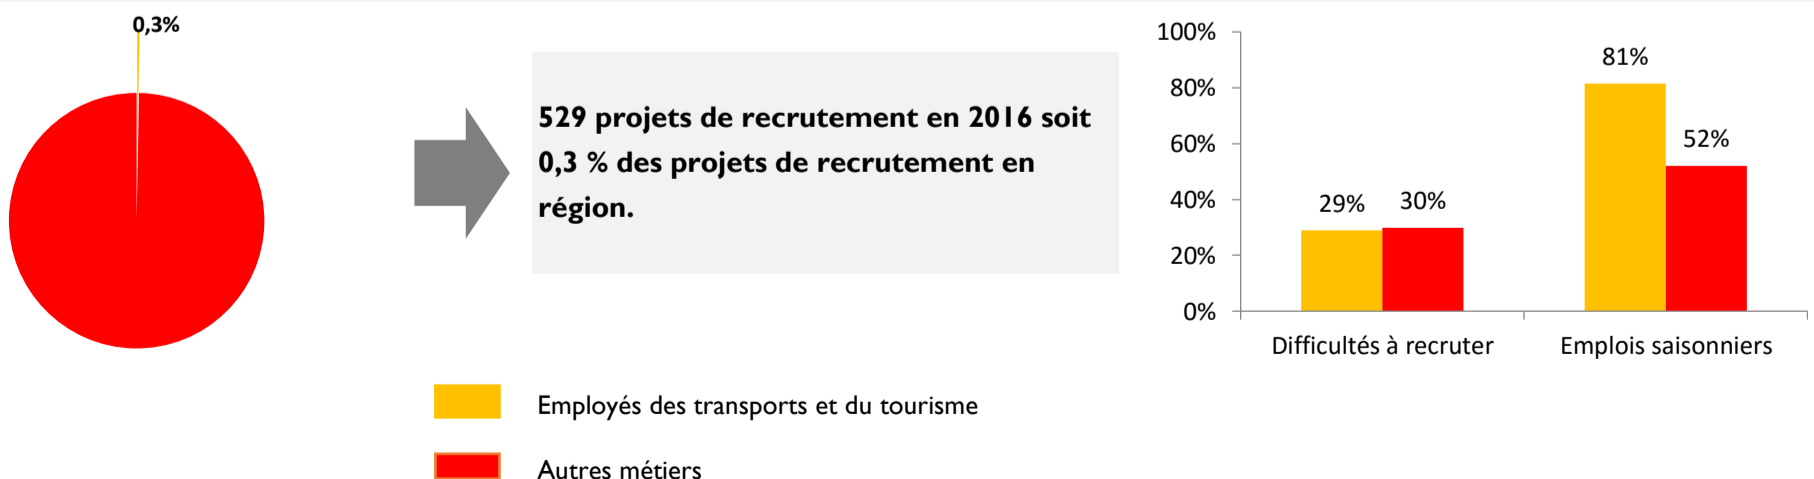 0,3%
529 projets de recrutement en 2016 soit
0,3 % des projets de recrutement en
région.
100%
80%
60%
40%
20%
0%
29%
30%
81%
52%
Difficultés à recruter
Emplois saisonniers
Employés des transports et du tourisme
Autres métiers